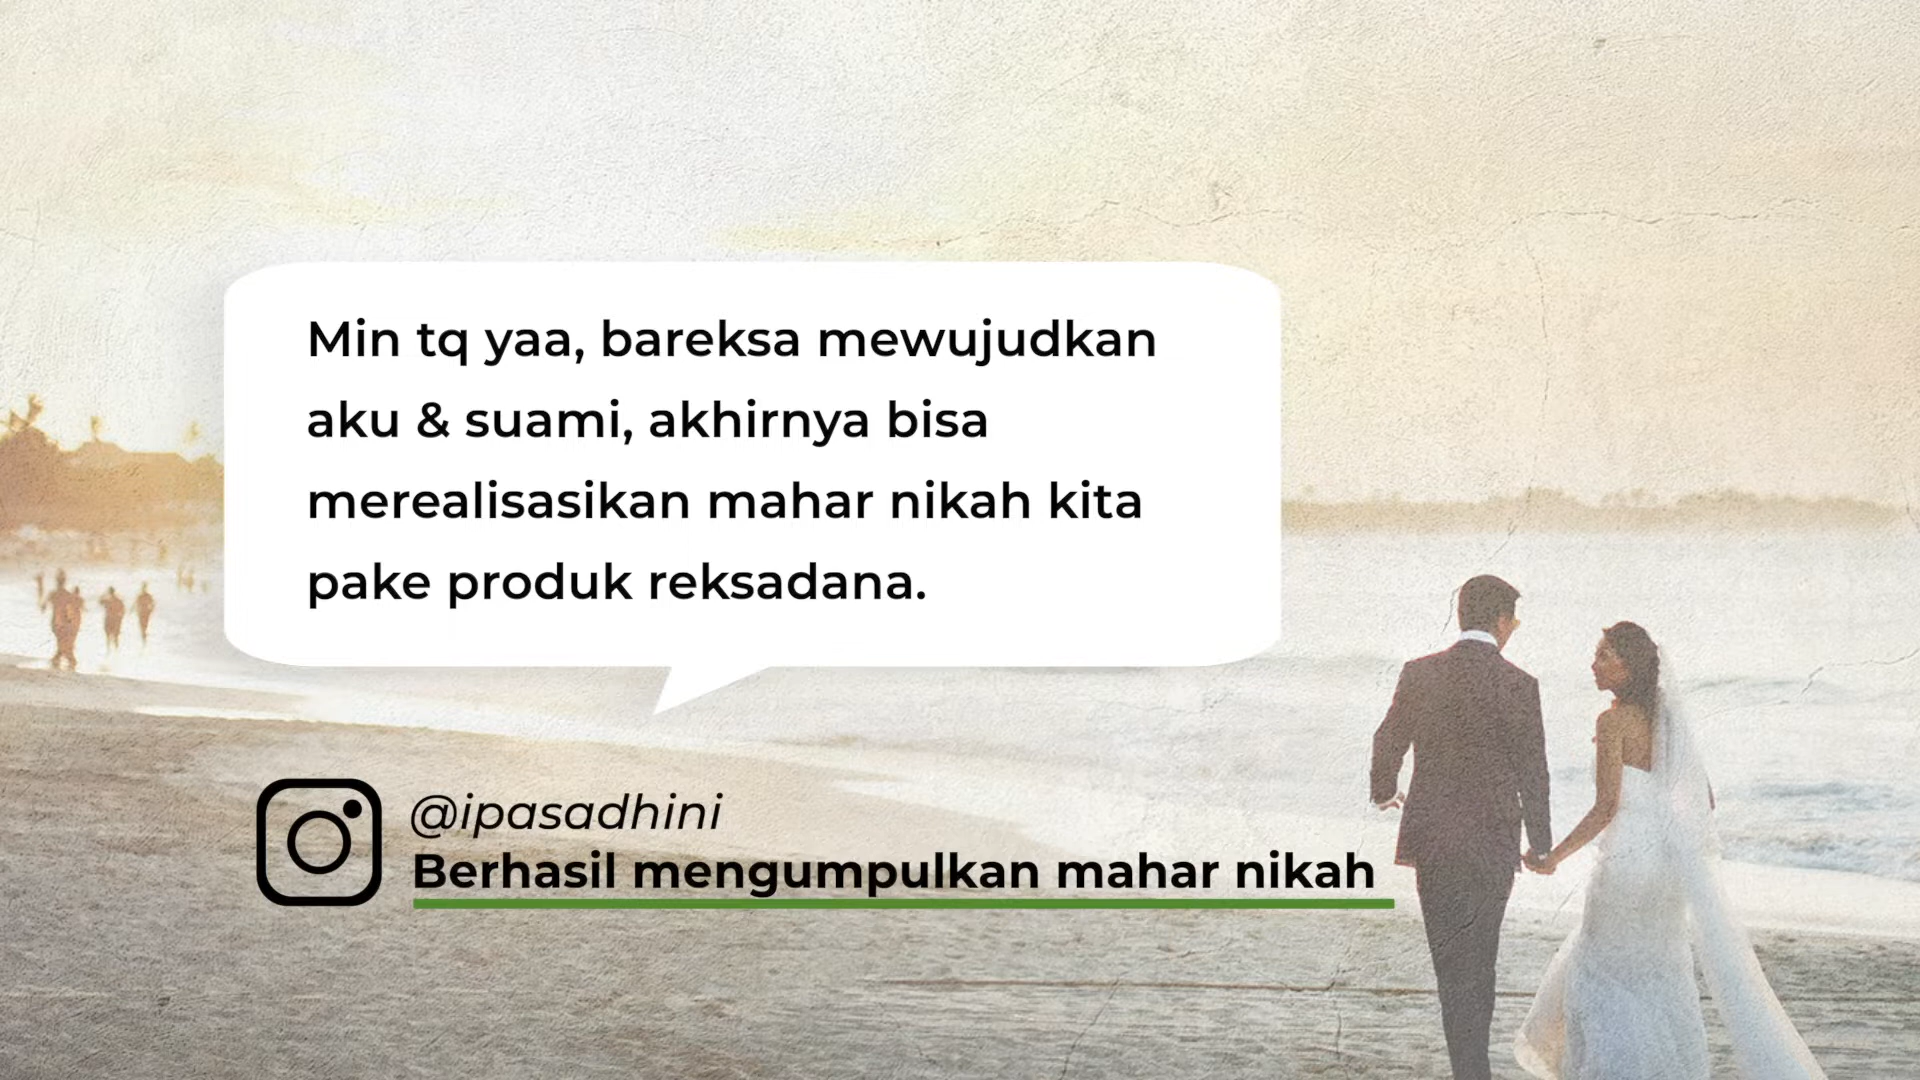 Min tq yaa, bareksa mewujudkan
aku & suami, akhirnya bisa
merealisasikan mahar nikah kita
pake produk reksadana.
@ipasadhini
Berhasil mengumpulkan mahar nikah